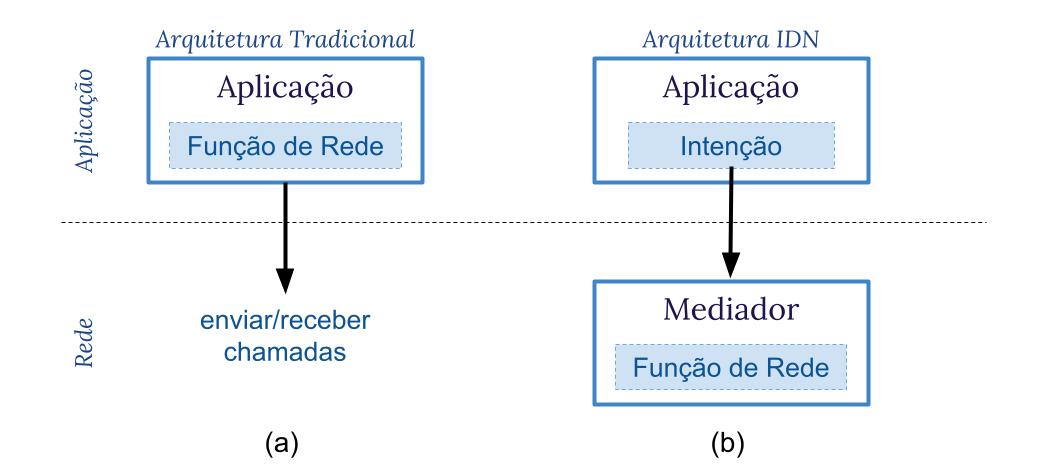 Arquitetura Tradicional
Arquitetura IDN
Aplicação
Aplicação
Função de Rede
Aplicação
Intenção
Rede
enviar/receber
chamadas
Mediador
Função de Rede
(a)
(b)